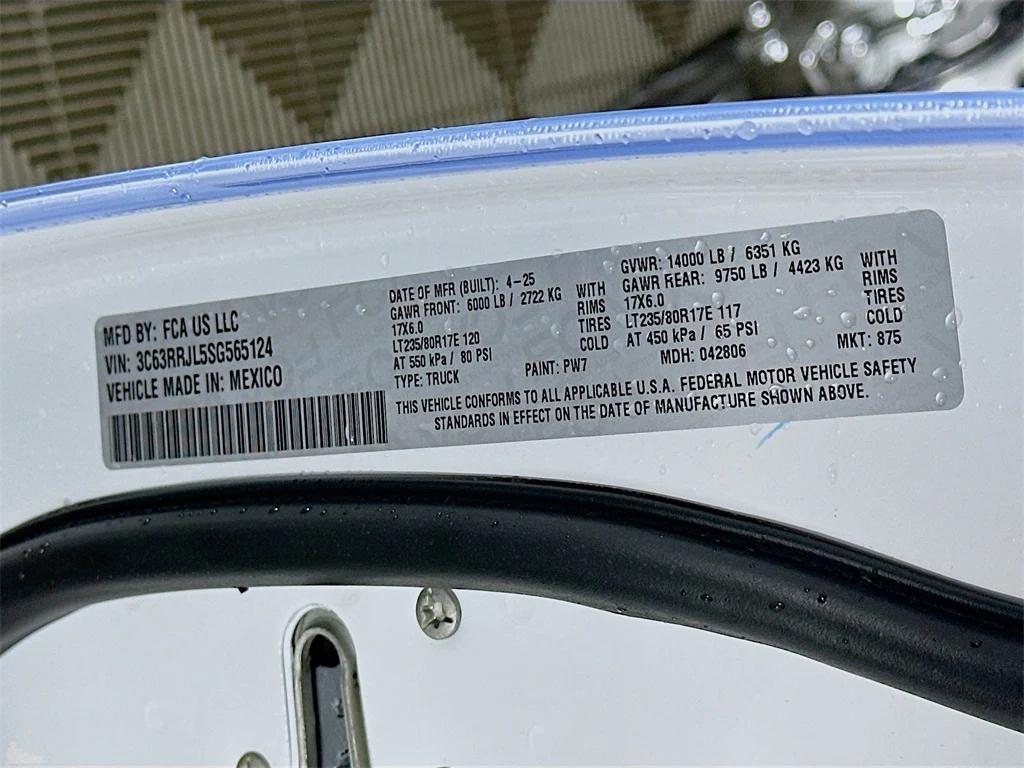 MFD BY: FCA US LLC
VIN: 3C63RRJL5SG565124
VEHICLE MADE IN: MEXICO
DATE OF MFR (BUILT): 4-25
GAWR FRONT: 6000 LB / 2722 KG WITH
17X6.0 RIMS
LT235/80R17E 120 TIRES
AT 550 kPa / 80 PSI COLD
TYPE: TRUCK
PAINT: PW7
GVWR: 14000 LB / 6351 KG
GAWR REAR: 9750 LB / 4423 KG WITH
17X6.0 RIMS
LT235/80R17E 117 TIRES
AT 450 kPa / 65 PSI COLD
MDH: 042806
MKT: 875
THIS VEHICLE CONFORMS TO ALL APPLICABLE U.S.A. FEDERAL MOTOR VEHICLE SAFETY
STANDARDS IN EFFECT ON THE DATE OF MANUFACTURE SHOWN ABOVE.